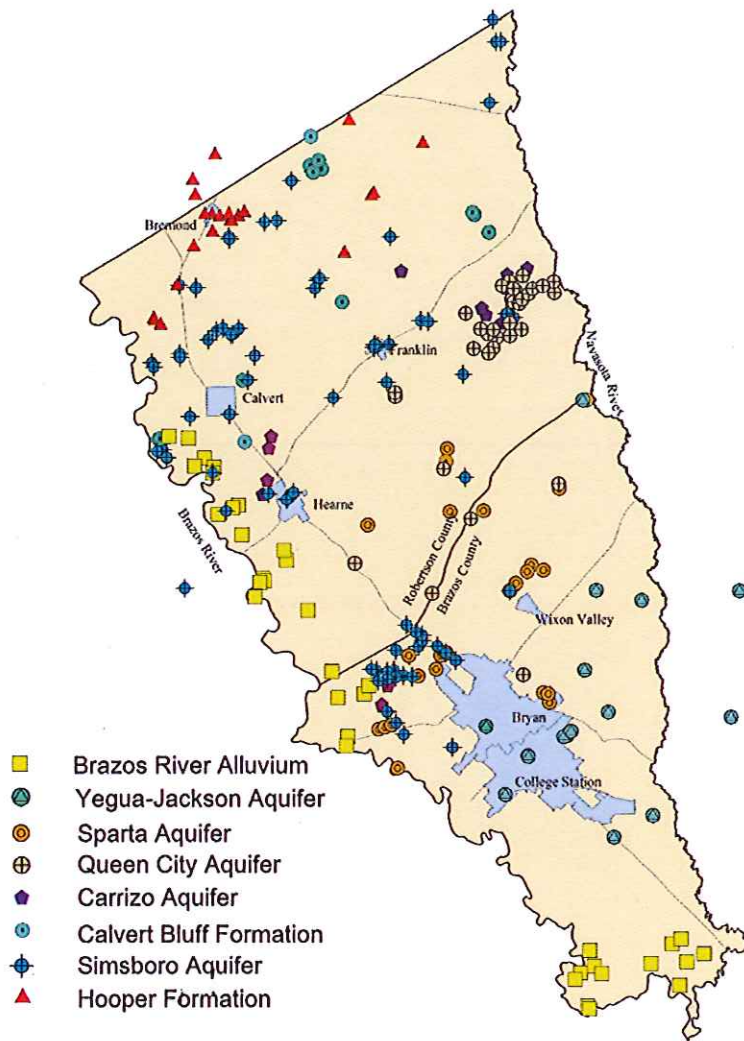 Bremond
Franklin
Navasota River
Calvert
Hearne
Brazos River
Robertson County
Brazos County
Wixon Valley
Bryan
College Station
Brazos River Alluvium
Yegua-Jackson Aquifer
Sparta Aquifer
Queen City Aquifer
Carrizo Aquifer
Calvert Bluff Formation
Simsboro Aquifer
Hooper Formation